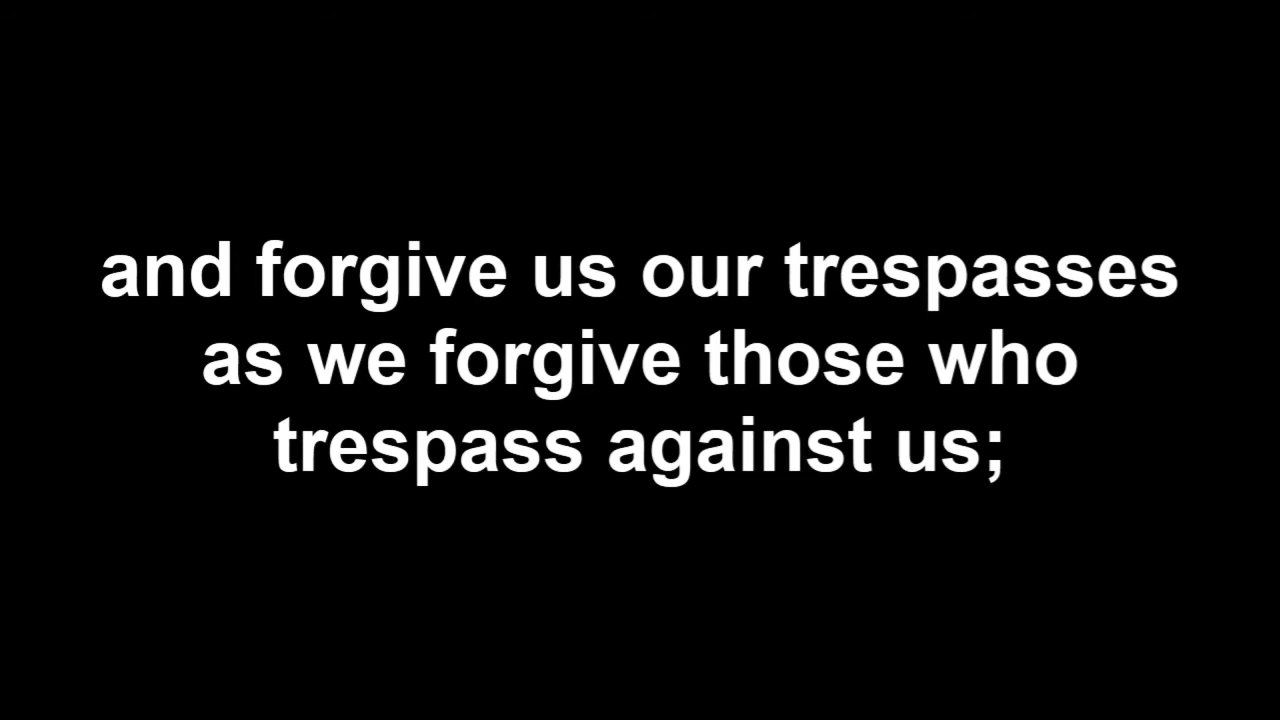 and forgive us our trespasses
as we forgive those who
trespass against us;